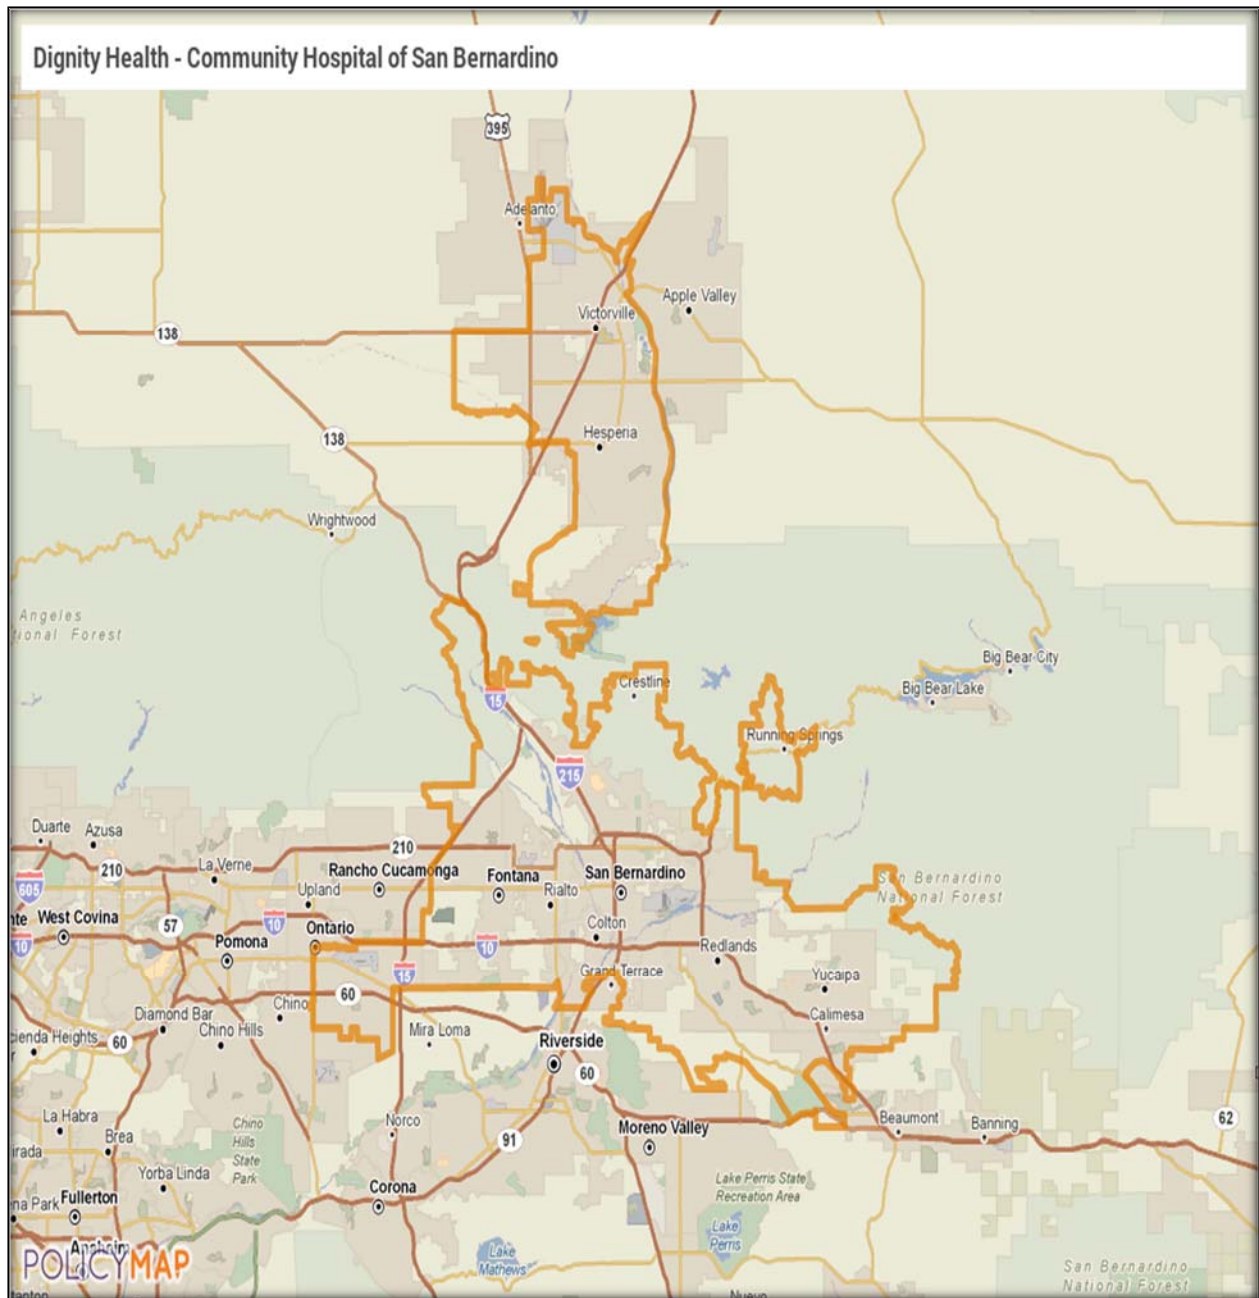 Dignity Health - Community Hospital of San Bernardino
395
Adelanto
Apple Valley
Victorville
138
138
Hesperia
Wrightwood
Angeles
Forest
Big Bear City
Crestline
Big Bear Lake
15
Running Springs
215
Duarte
Azusa
210
210
La Verne
Rancho Cucamonga
Fontana
San Bernardino
605
Upland
Rialto
San Bernardino
National Forest
West Covina
57
10
Ontario
Colton
10
Pomona
10
Redlands
15
Grand Terrace
Yucaipa
60
Chino
Diamond Bar
Chino Hills
Mira Loma
Calimesa
Heights
60
Riverside
60
La Habra
Norco
Beaumont
Banning
62
Chino
Hills
State
Park
91
Moreno Valley
Brea
Yorba Linda
Lake Perris State
Recreation Area
Park
Fullerton
Corona
Lake
Perris
Lake
Mathews
Anaheim
POLICYMAP
San Bernardino
National Forest